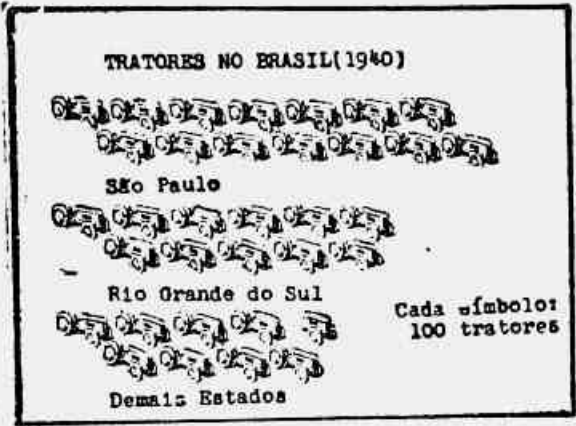 TRATORES NO BRASIL(1940)
São Paulo
Rio Grande do Sul
Cada símbolo:
100 tratores
Demais Estados